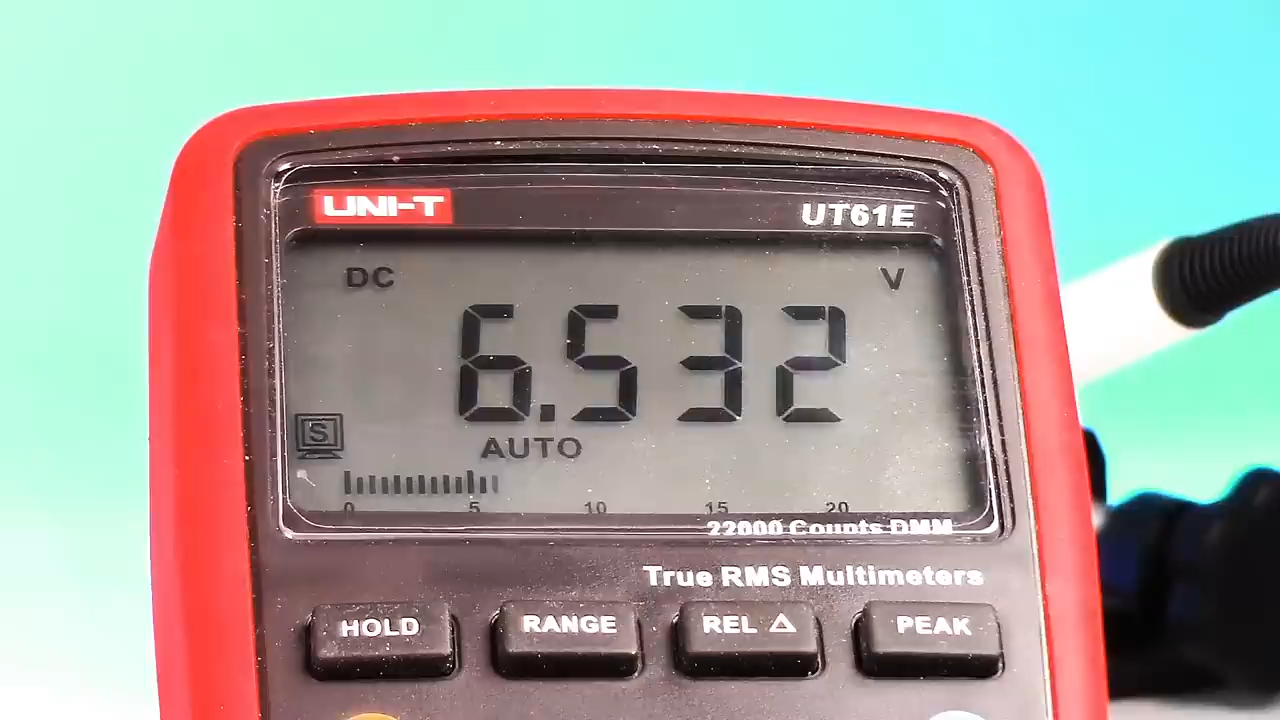 UNI-T UT61E
DC V
6.532
S
AUTO
0 5 10 15 20
22000 Counts DMM
True RMS Multimeters
HOLD RANGE REL △ PEAK